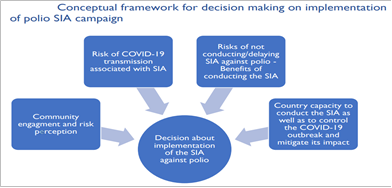 Conceptual framework for decision making on implementation
of polio SIA campaign
Risk of COVID-19
transmission
associated with SIA
Risks of not
conducting/delaying
SIA against polio -
Benefits of
conducting the SIA
Community
engagment and risk
perception
Country capacity to
conduct the SIA as
well as to control
the COVID-19
outbreak and
mitigate its impact
Decision about
implementation
of the SIA
against polio